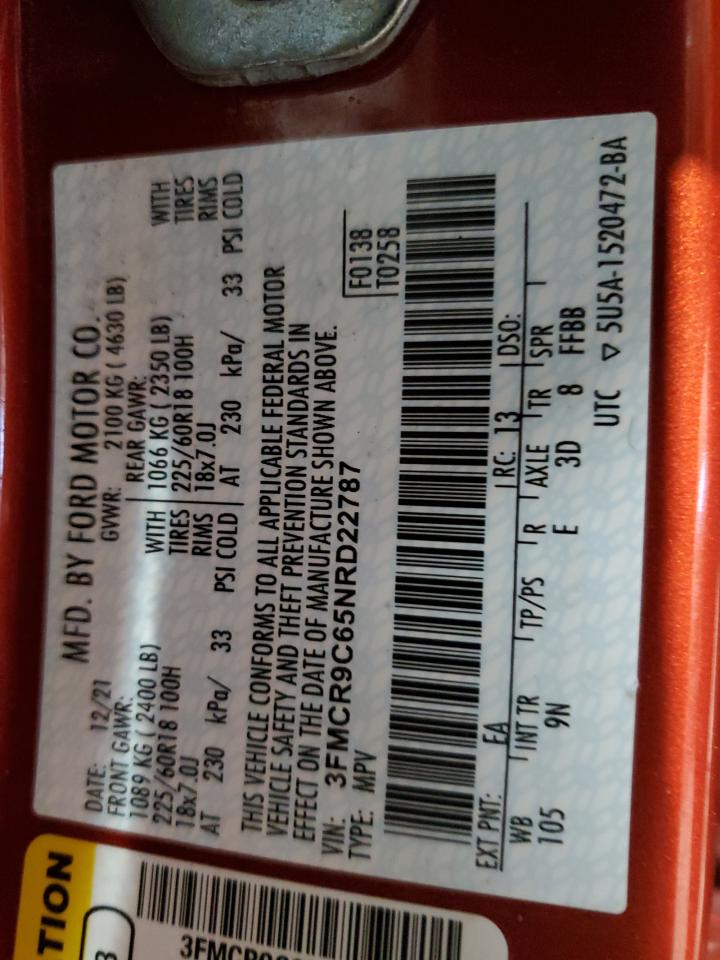 MFD. BY FORD MOTOR CO.
DATE: 12/21 GVWR: 2100 KG ( 4630 LB)
FRONT GAWR: REAR GAWR:
1089 KG ( 2400 LB) WITH 1066 KG ( 2350 LB) WITH
225/60R18 100H TIRES 225/60R18 100H TIRES
18x7.0J RIMS 18x7.0J RIMS
AT 230 kPa/ 33 PSI COLD AT 230 kPa/ 33 PSI COLD
THIS VEHICLE CONFORMS TO ALL APPLICABLE FEDERAL MOTOR
VEHICLE SAFETY AND THEFT PREVENTION STANDARDS IN
EFFECT ON THE DATE OF MANUFACTURE SHOWN ABOVE.
VIN: 3FMCR9C65NRD22787
TYPE: MPV
F0138
T0258
EXT PNT: EA RC: 13 DSO:
WB INT TR TP/PS R AXLE TR SPR
105 9N E 3D 8 FFBB
UTC ▽ 5U5A-1520472-BA
TION
3FMCR9C6